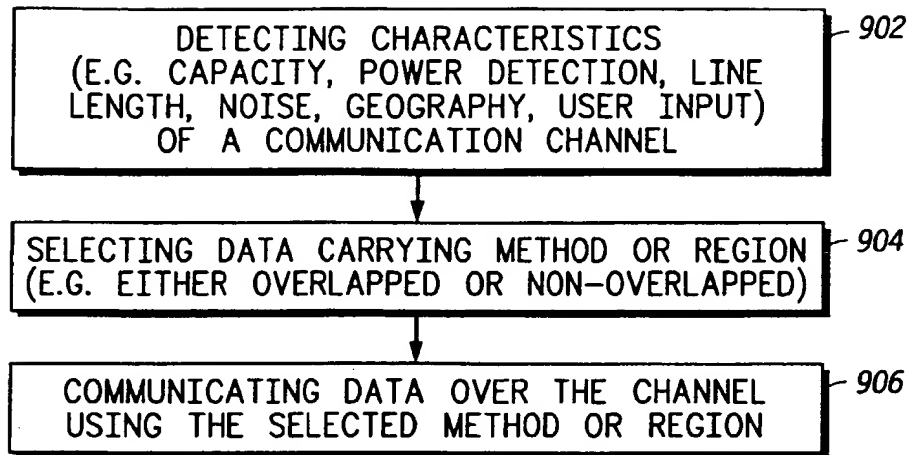 DETECTING CHARACTERISTICS
(E.G. CAPACITY, POWER DETECTION, LINE
LENGTH, NOISE, GEOGRAPHY, USER INPUT)
OF A COMMUNICATION CHANNEL
902
SELECTING DATA CARRYING METHOD OR REGION
(E.G. EITHER OVERLAPPED OR NON-OVERLAPPED)
904
COMMUNICATING DATA OVER THE CHANNEL
USING THE SELECTED METHOD OR REGION
906